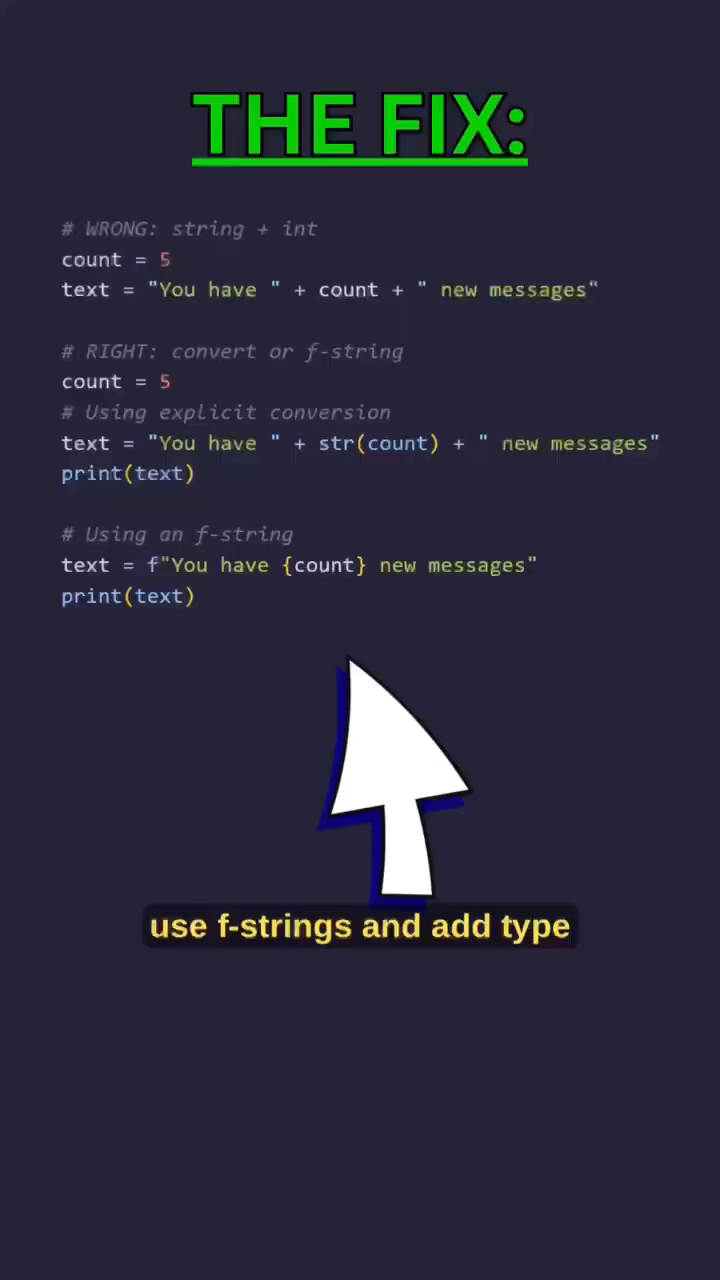 THE FIX:
# WRONG: string + int
count = 5
text = "You have " + count + " new messages"
# RIGHT: convert or f-string
count = 5
# Using explicit conversion
text = "You have " + str(count) + " new messages"
print(text)
# Using an f-string
text = f"You have {count} new messages"
print(text)
use f-strings and add type